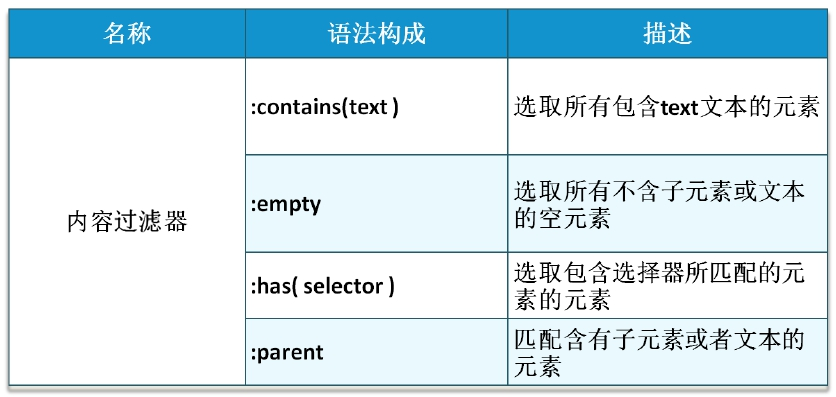 名称 语法构成 描述
内容过滤器
:contains(text ) 选取所有包含text文本的元素
:empty 选取所有不含子元素或文本
的空元素
:has( selector ) 选取包含选择器所匹配的元
素的元素
:parent 匹配含有子元素或者文本的
元素